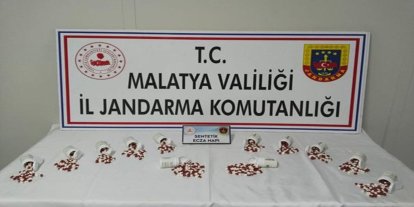 T.C.
MALATYA VALİLİĞİ
İL JANDARMA KOMUTANLIĞI
SENTETİK
ECZA HAPI